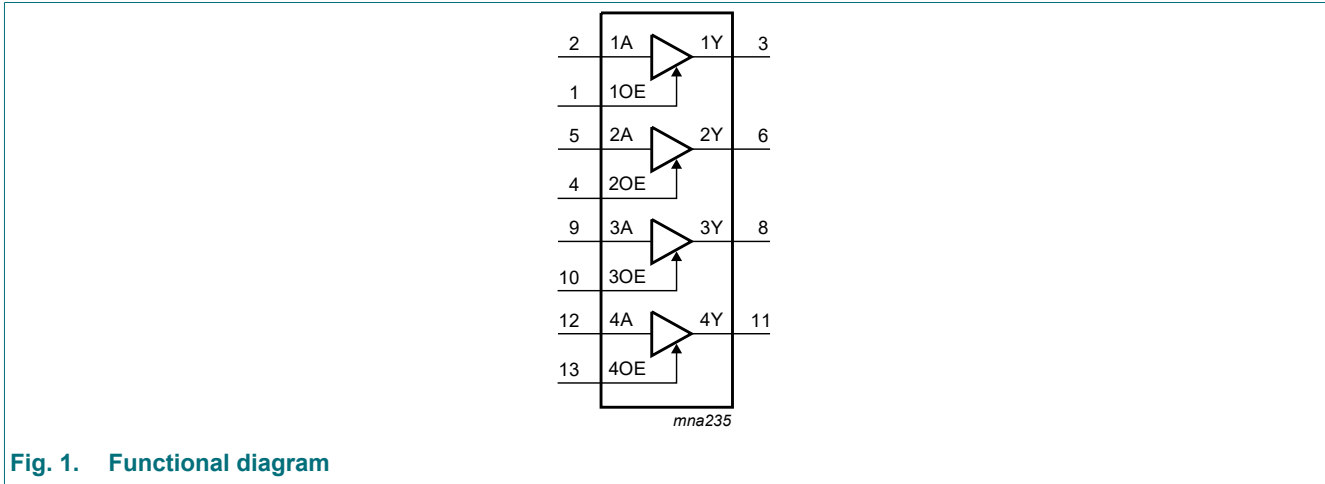 2 1A 1Y 3
1 1OE
5 2A 2Y 6
4 2OE
9 3A 3Y 8
10 3OE
12 4A 4Y 11
13 4OE
mna235
Fig. 1. Functional diagram